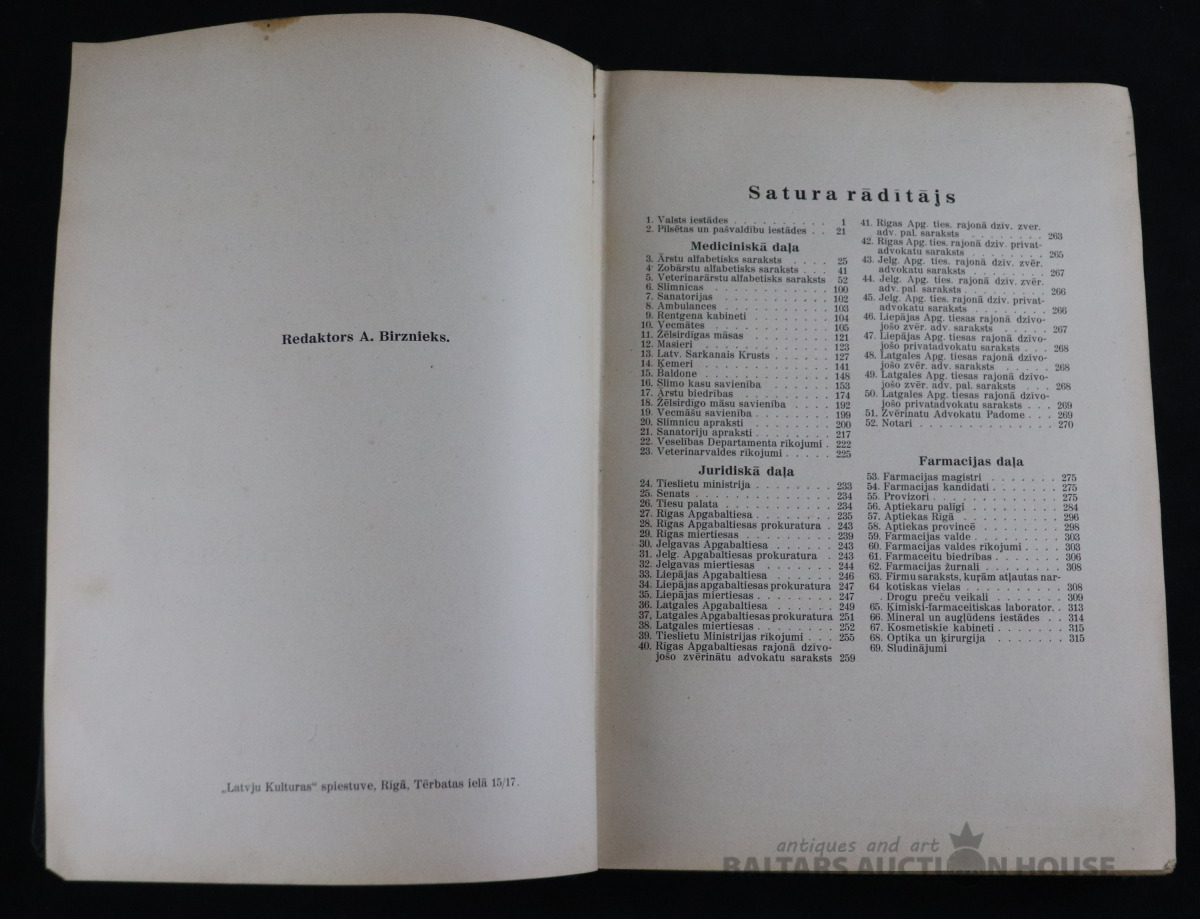 Redaktors A. Birznieks.
„Latvju Kulturas“ spiestuve, Rigā, Tērbatas ielā 15/17.
Satura rādītājs
1. Valsts iestādes . . . . . . . . . . 1
2. Pilsētas un pašvaldību iestādes . . 21
Mediciniskā daļa
3. Ārstu alfabetisks saraksts . . . . 25
4. Zobārstu alfabetisks saraksts . . . 41
5. Veterinarārstu alfabetisks saraksts 52
6. Slimnicas . . . . . . . . . . . 100
7. Sanatorijas . . . . . . . . . . 102
8. Ambulances . . . . . . . . . . 103
9. Rentgena kabineti . . . . . . . . 104
10. Vecmātes . . . . . . . . . . . 105
11. Žēlsirdigas māsas . . . . . . . . 121
12. Masieri . . . . . . . . . . . . 123
13. Latv. Sarkanais Krusts . . . . . . 127
14. Ķemeri . . . . . . . . . . . . 141
15. Baldone . . . . . . . . . . . . 148
16. Slimo kasu savienība . . . . . . 153
17. Ārstu biedrības . . . . . . . . . 174
18. Žēlsirdīgo māsu savienība . . . . 192
19. Vecmāšu savienība . . . . . . . . 199
20. Slimnicu apraksti . . . . . . . . 200
21. Sanatoriju apraksti . . . . . . . . 217
22. Veselības Departamenta rīkojumi . 222
23. Veterinarvaldes rīkojumi . . . . . 225
Juridiskā daļa
24. Tieslietu ministrija . . . . . . . . 233
25. Senats . . . . . . . . . . . . . 234
26. Tiesu palata . . . . . . . . . . . 234
27. Rīgas Apgabaltiesa . . . . . . . . 235
28. Rīgas Apgabaltiesas prokuratura . 243
29. Rīgas miertiesas . . . . . . . . . 239
30. Jelgavas Apgabaltiesa . . . . . . 243
31. Jelg. Apgabaltiesas prokuratura . 243
32. Jelgavas miertiesas . . . . . . . . 244
33. Liepājas Apgabaltiesa . . . . . . 246
34. Liepājas apgabaltiesas prokuratura 247
35. Liepājas miertiesas . . . . . . . . 247
36. Latgales Apgabaltiesa . . . . . . 249
37, Latgales Apgabaltiesas prokuratura 251
38. Latgales miertiesas . . . . . . . . 252
39. Tieslietu Ministrijas rīkojumi . . . 255
40. Rīgas Apgabaltiesas rajonā dzīvo-
jošo zvērinātu advokatu saraksts 259
41. Rīgas Apg. ties. rajonā dzīv. zver.
adv. pal. saraksts . . . . . . . . 263
42. Rīgas Apg. ties. rajonā dzīv. privat-
advokatu saraksts . . . . . . . . 265
43. Jelg. Apg. ties. rajonā dzīv. zvēr.
advokatu saraksts . . . . . . . 267
44. Jelg. Apg. ties. rajonā dzīv. zvēr.
adv. pal. saraksts . . . . . . . . 266
45. Jelg. Apg. ties. rajonā dzīv. privat-
advokatu saraksts . . . . . . . . 266
46. Liepājas Apg. tiesas rajonā dzīvo-
jošo zvēr. adv. saraksts . . . . . 267
47. Liepājas Apg. tiesas rajonā dzīvo-
jošo privatadvokatu saraksts . . . 268
48. Latgales Apg. tiesas rajonā dzīvo-
jošo zvēr. adv. saraksts . . . . . 268
49. Latgales Apg. tiesas rajonā dzīvo-
jošo zvēr. adv. pal. saraksts . . . 268
50. Latgales Apg. tiesas rajonā dzīvo-
jošo privatadvokatu saraksts . . . 269
51. Zvērinatu Advokatu Padome . . . 269
52. Notari . . . . . . . . . . . . . 270
Farmacijas daļa
53. Farmacijas magistri . . . . . . . 275
54. Farmacijas kandidati . . . . . . . 275
55. Provizori . . . . . . . . . . . . 275
56. Aptiekaru palīgi . . . . . . . . . 284
57. Aptiekas Rīgā . . . . . . . . . . 296
58. Aptiekas provincē . . . . . . . . 298
59. Farmacijas valde . . . . . . . . . 303
60. Farmacijas valdes rīkojumi . . . . 303
61. Farmaceitu biedrības . . . . . . . 306
62. Farmacijas žurnali . . . . . . . . 308
63. Firmu saraksts, kuŗām atļautas nar-
64 kotiskas vielas . . . . . . . . . 308
. Drogu preču veikali . . . . . . . 309
65. Ķimiski-farmaceitiskas laborator. . 313
66. Mineral un augļūdens iestādes . . 314
67. Kosmetiskie kabineti . . . . . . . 315
68. Optika un ķirurgija . . . . . . . 315
69. Sludinājumi
antiques and art
BALTARS AUCTION HOUSE